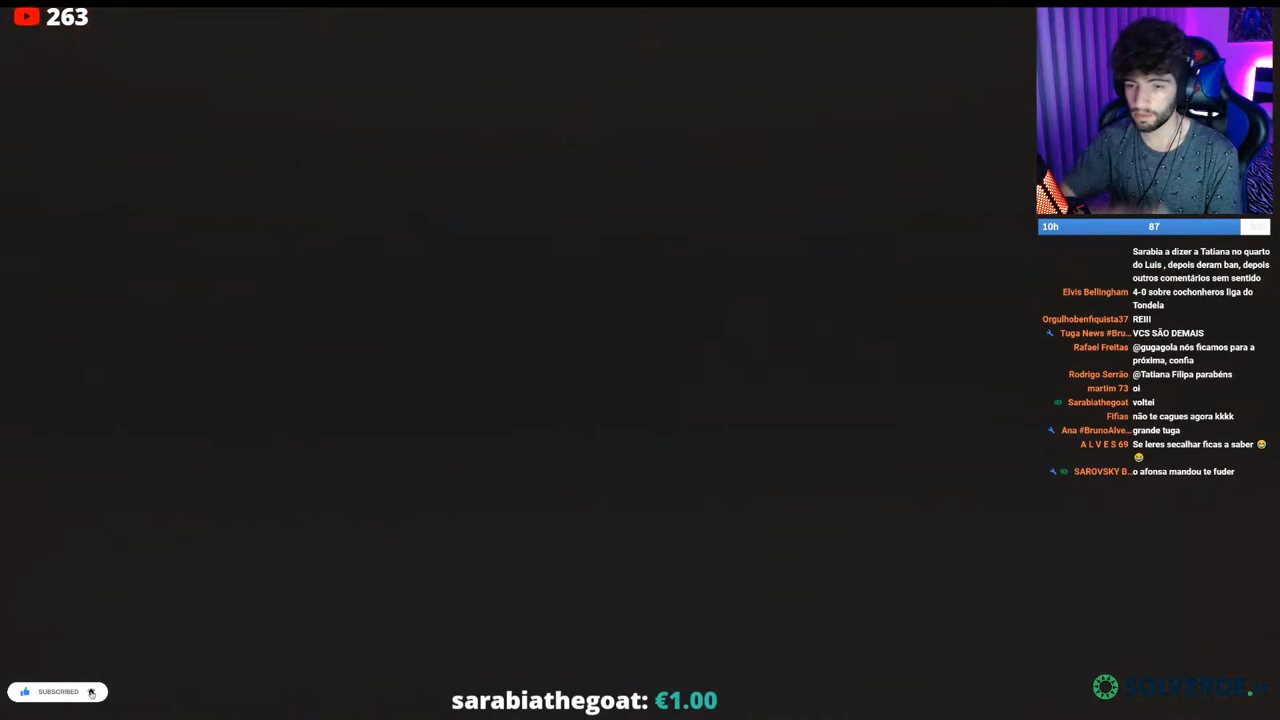 263
10h 87
Sarabia a dizer a Tatiana no quarto
do Luis , depois deram ban, depois
outros comentários sem sentido
Elvis Bellingham 4-0 sobre cochonheros liga do
Tondela
Orgulhobenfiquista37 REIII
Tuga News #Bru... VCS SÃO DEMAIS
Rafael Freitas @gugagola nós ficamos para a
próxima, confia
Rodrigo Serrão @Tatiana Filipa parabéns
martim 73 oi
Sarabiathegoat voltei
Fifias não te cagues agora kkkk
Ana #BrunoAlve... grande tuga
A L V E S 69 Se leres secalhar ficas a saber 😂
😂
SAROVSKY B... o afonsa mandou te fuder
SUBSCRIBED
sarabiathegoat: €1.00
SOLVERDE.PT